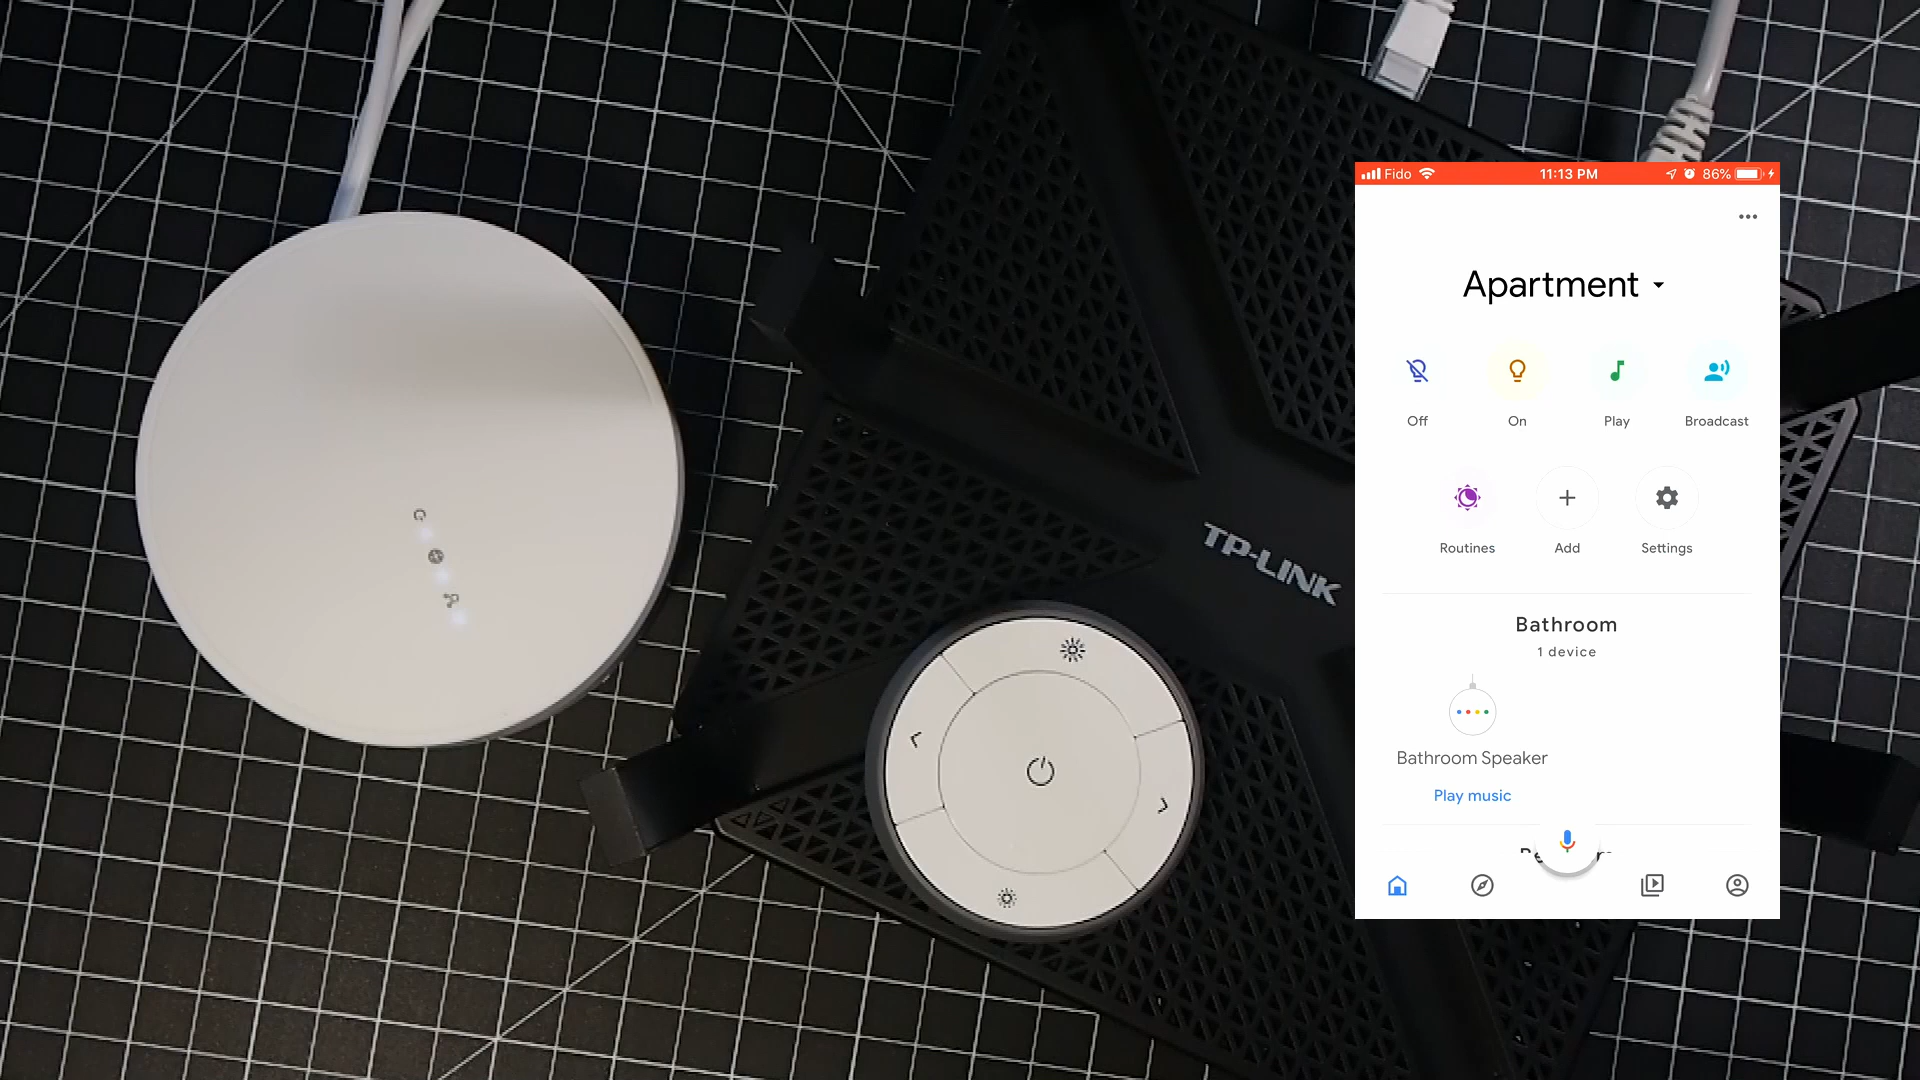 TP-LINK
Fido
11:13 PM
86%
Apartment
Off
On
Play
Broadcast
Routines
Add
Settings
Bathroom
1 device
Bathroom Speaker
Play music